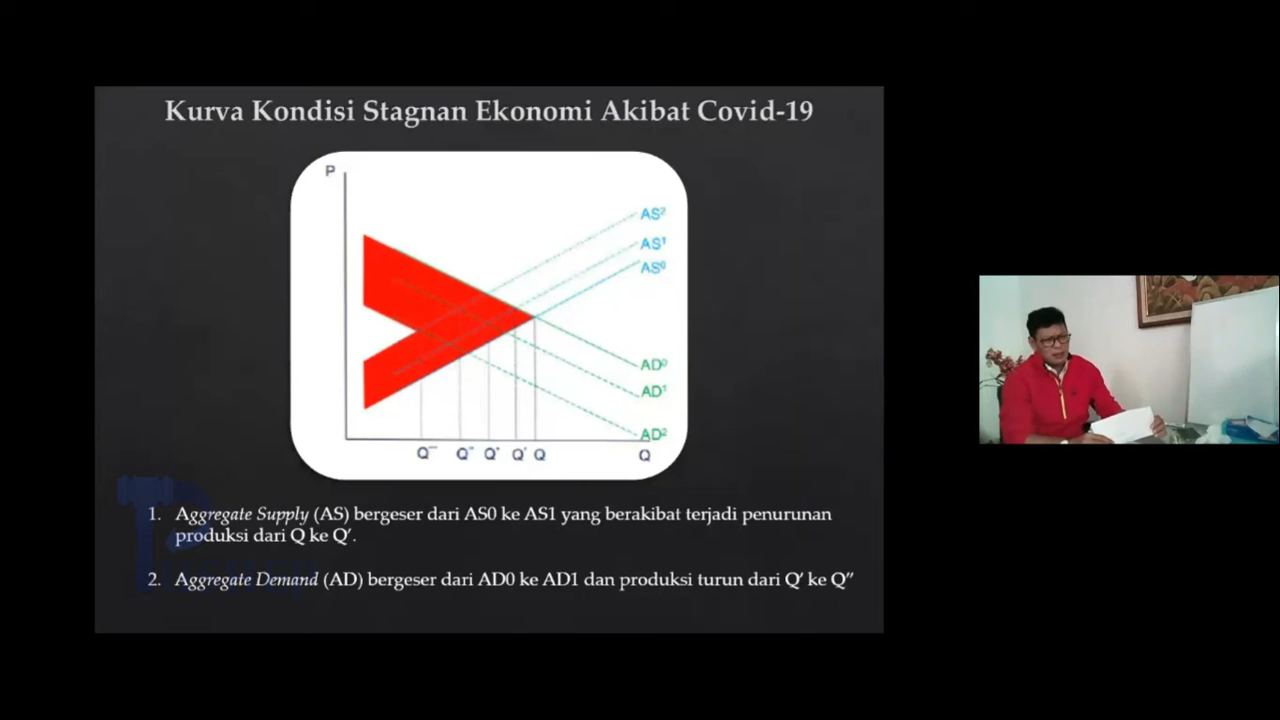 Kurva Kondisi Stagnan Ekonomi Akibat Covid-19
P
AS²
AS¹
AS⁰
AD⁰
AD¹
AD²
Q Q
1. Aggregate Supply (AS) bergeser dari AS0 ke AS1 yang berakibat terjadi penurunan
produksi dari Q ke Q′.
2. Aggregate Demand (AD) bergeser dari AD0 ke AD1 dan produksi turun dari Q′ ke Q″